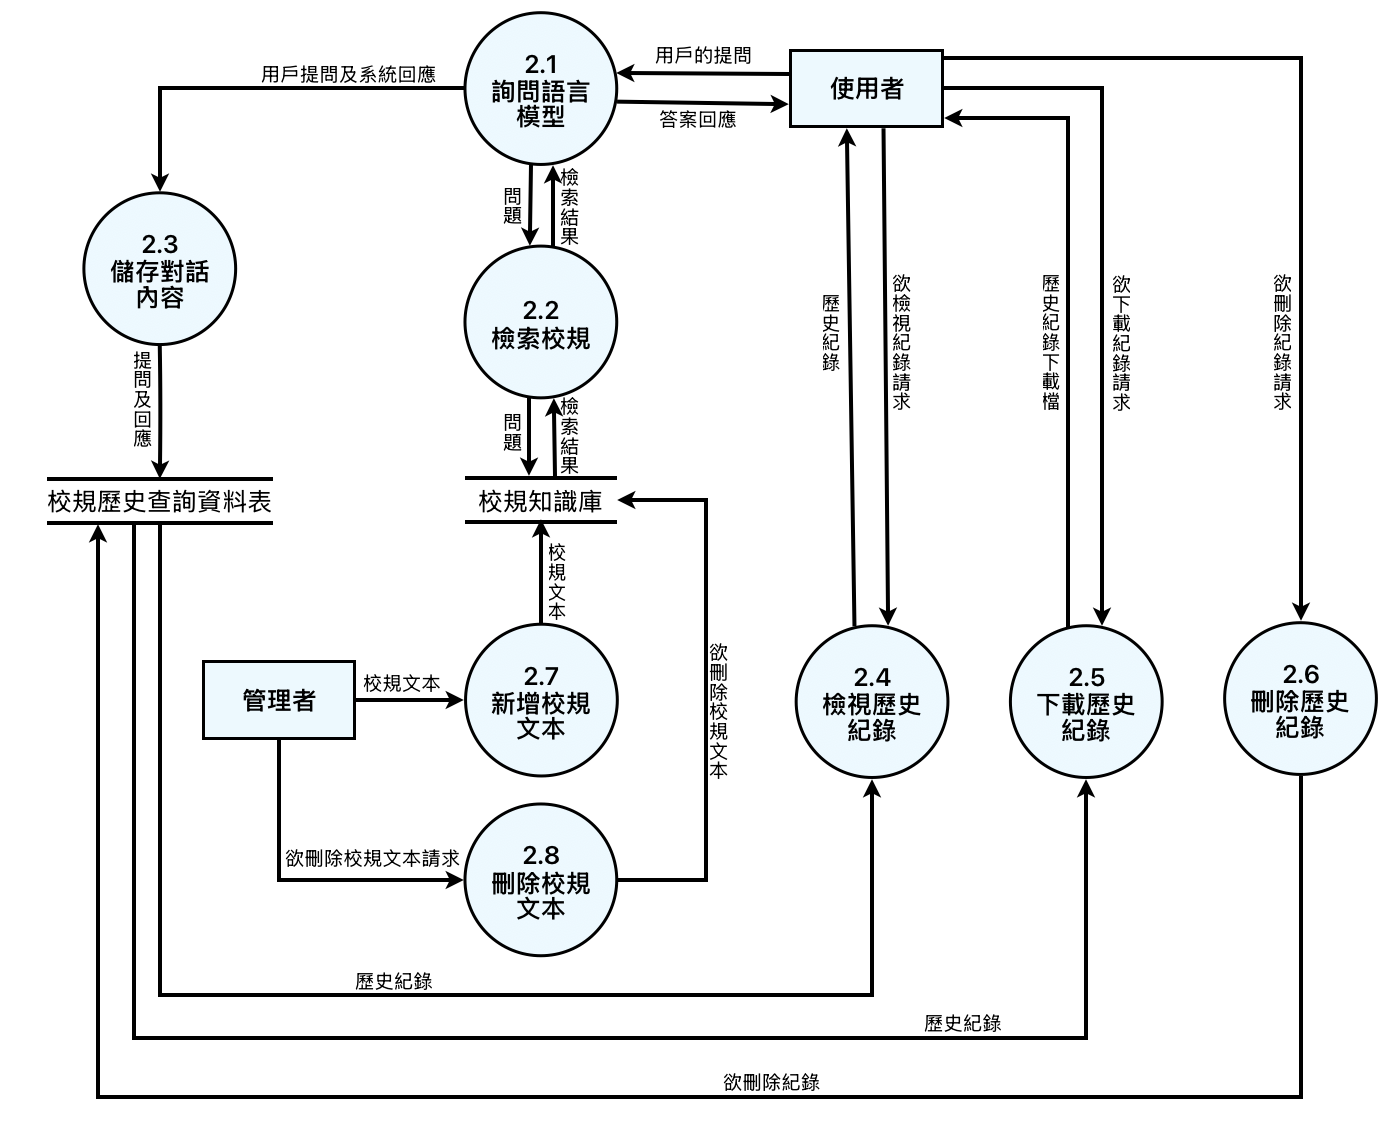 2.1
詢問語言
模型
用戶的提問
答案回應
使用者
用戶提問及系統回應
2.3
儲存對話
內容
問題
檢索結果
2.2
檢索校規
提問及回應
問題
檢索結果
歷史紀錄
欲檢視紀錄請求
歷史紀錄下載檔
欲下載紀錄請求
欲刪除紀錄請求
校規歷史查詢資料表
校規知識庫
校規文本
管理者
校規文本
2.7
新增校規
文本
欲刪除校規文本
2.4
檢視歷史
紀錄
2.5
下載歷史
紀錄
2.6
刪除歷史
紀錄
欲刪除校規文本請求
2.8
刪除校規
文本
歷史紀錄
歷史紀錄
欲刪除紀錄